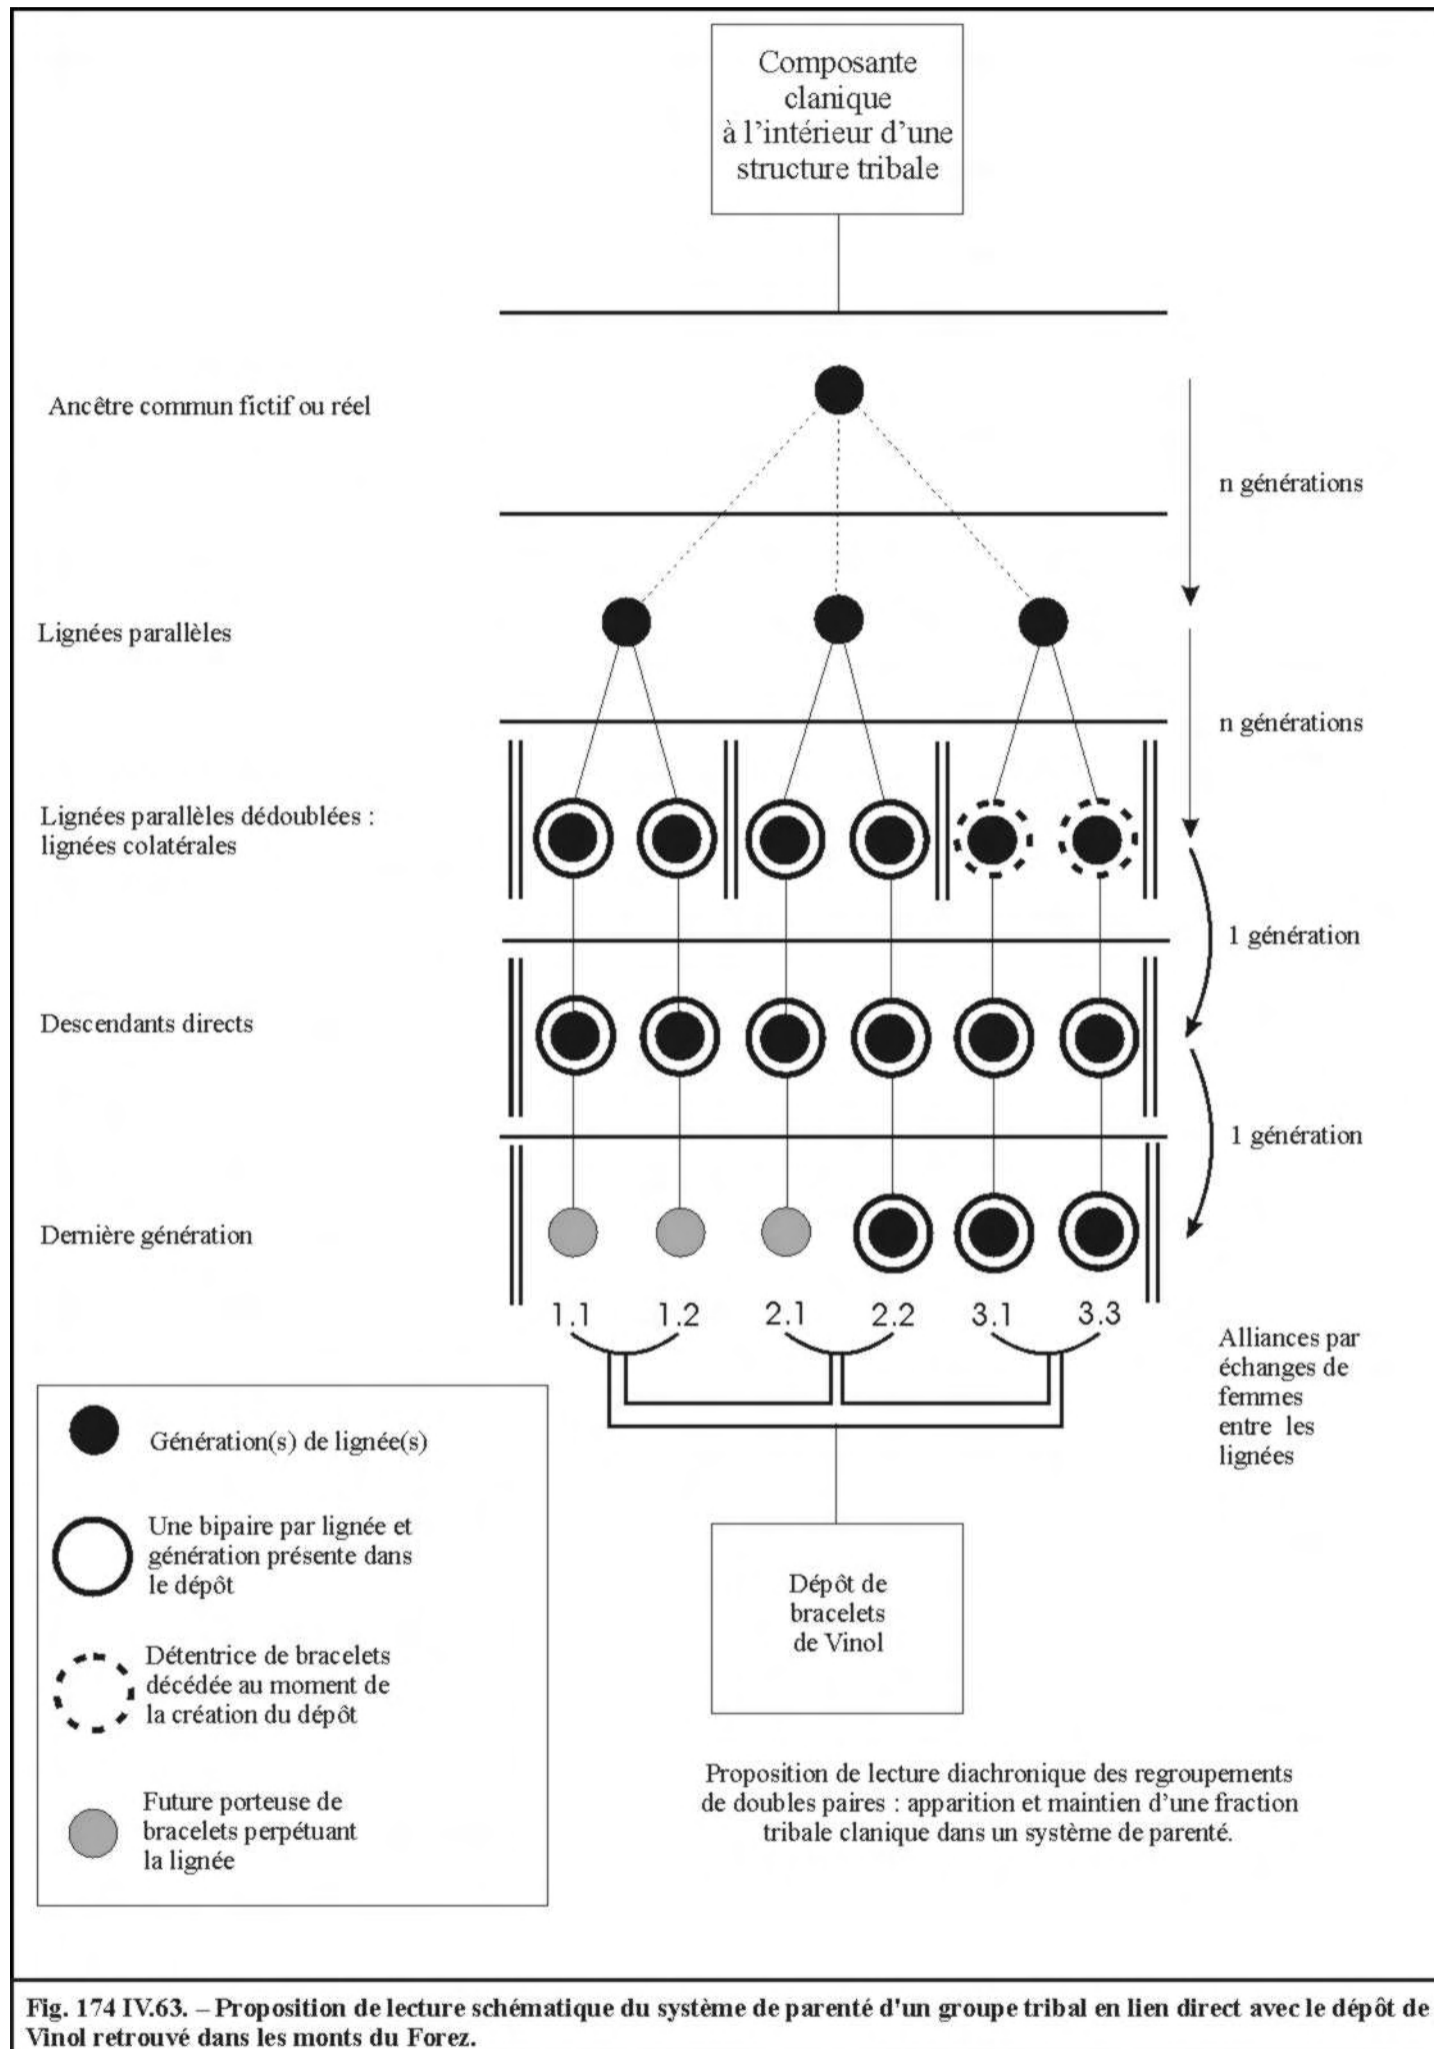 Composante
clanique
à l'intérieur d'une
structure tribale
Ancêtre commun fictif ou réel
n générations
Lignées parallèles
n générations
Lignées parallèles dédoublées :
lignées colatérales
1 génération
Descendants directs
1 génération
Dernière génération
1.1 1.2 2.1 2.2 3.1 3.3
Alliances par
échanges de
femmes
entre les
lignées
Génération(s) de lignée(s)
Une bipaire par lignée et
génération présente dans
le dépôt
Détentrice de bracelets
décédée au moment de
la création du dépôt
Future porteuse de
bracelets perpétuant
la lignée
Dépôt de
bracelets
de Vinol
Proposition de lecture diachronique des regroupements
de doubles paires : apparition et maintien d'une fraction
tribale clanique dans un système de parenté.
Fig. 174 IV.63. – Proposition de lecture schématique du système de parenté d'un groupe tribal en lien direct avec le dépôt de
Vinol retrouvé dans les monts du Forez.